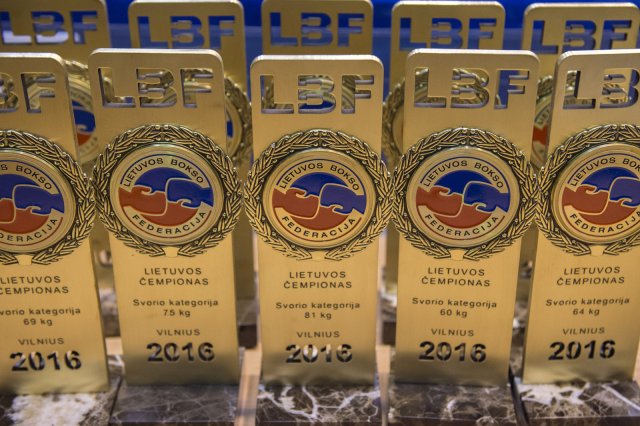 LBF
LBF
LBF
LBF
LBF
LBF
LBF
LIETUVOS BOKSO
FEDERACIJA
LIETUVOS
ČEMPIONAS
Svorio kategorija
69 kg
VILNIUS
2016
LBF
LIETUVOS BOKSO
FEDERACIJA
LIETUVOS
ČEMPIONAS
Svorio kategorija
75 kg
VILNIUS
2016
LBF
LIETUVOS BOKSO
FEDERACIJA
LIETUVOS
ČEMPIONAS
Svorio kategorija
81 kg
VILNIUS
2016
LBF
LIETUVOS BOKSO
FEDERACIJA
LIETUVOS
ČEMPIONAS
Svorio kategorija
60 kg
VILNIUS
2016
LBF
LIETUVOS BOKSO
FEDERACIJA
LIETUVOS
ČEMPIONAS
Svorio kategorija
64 kg
VILNIUS
2016